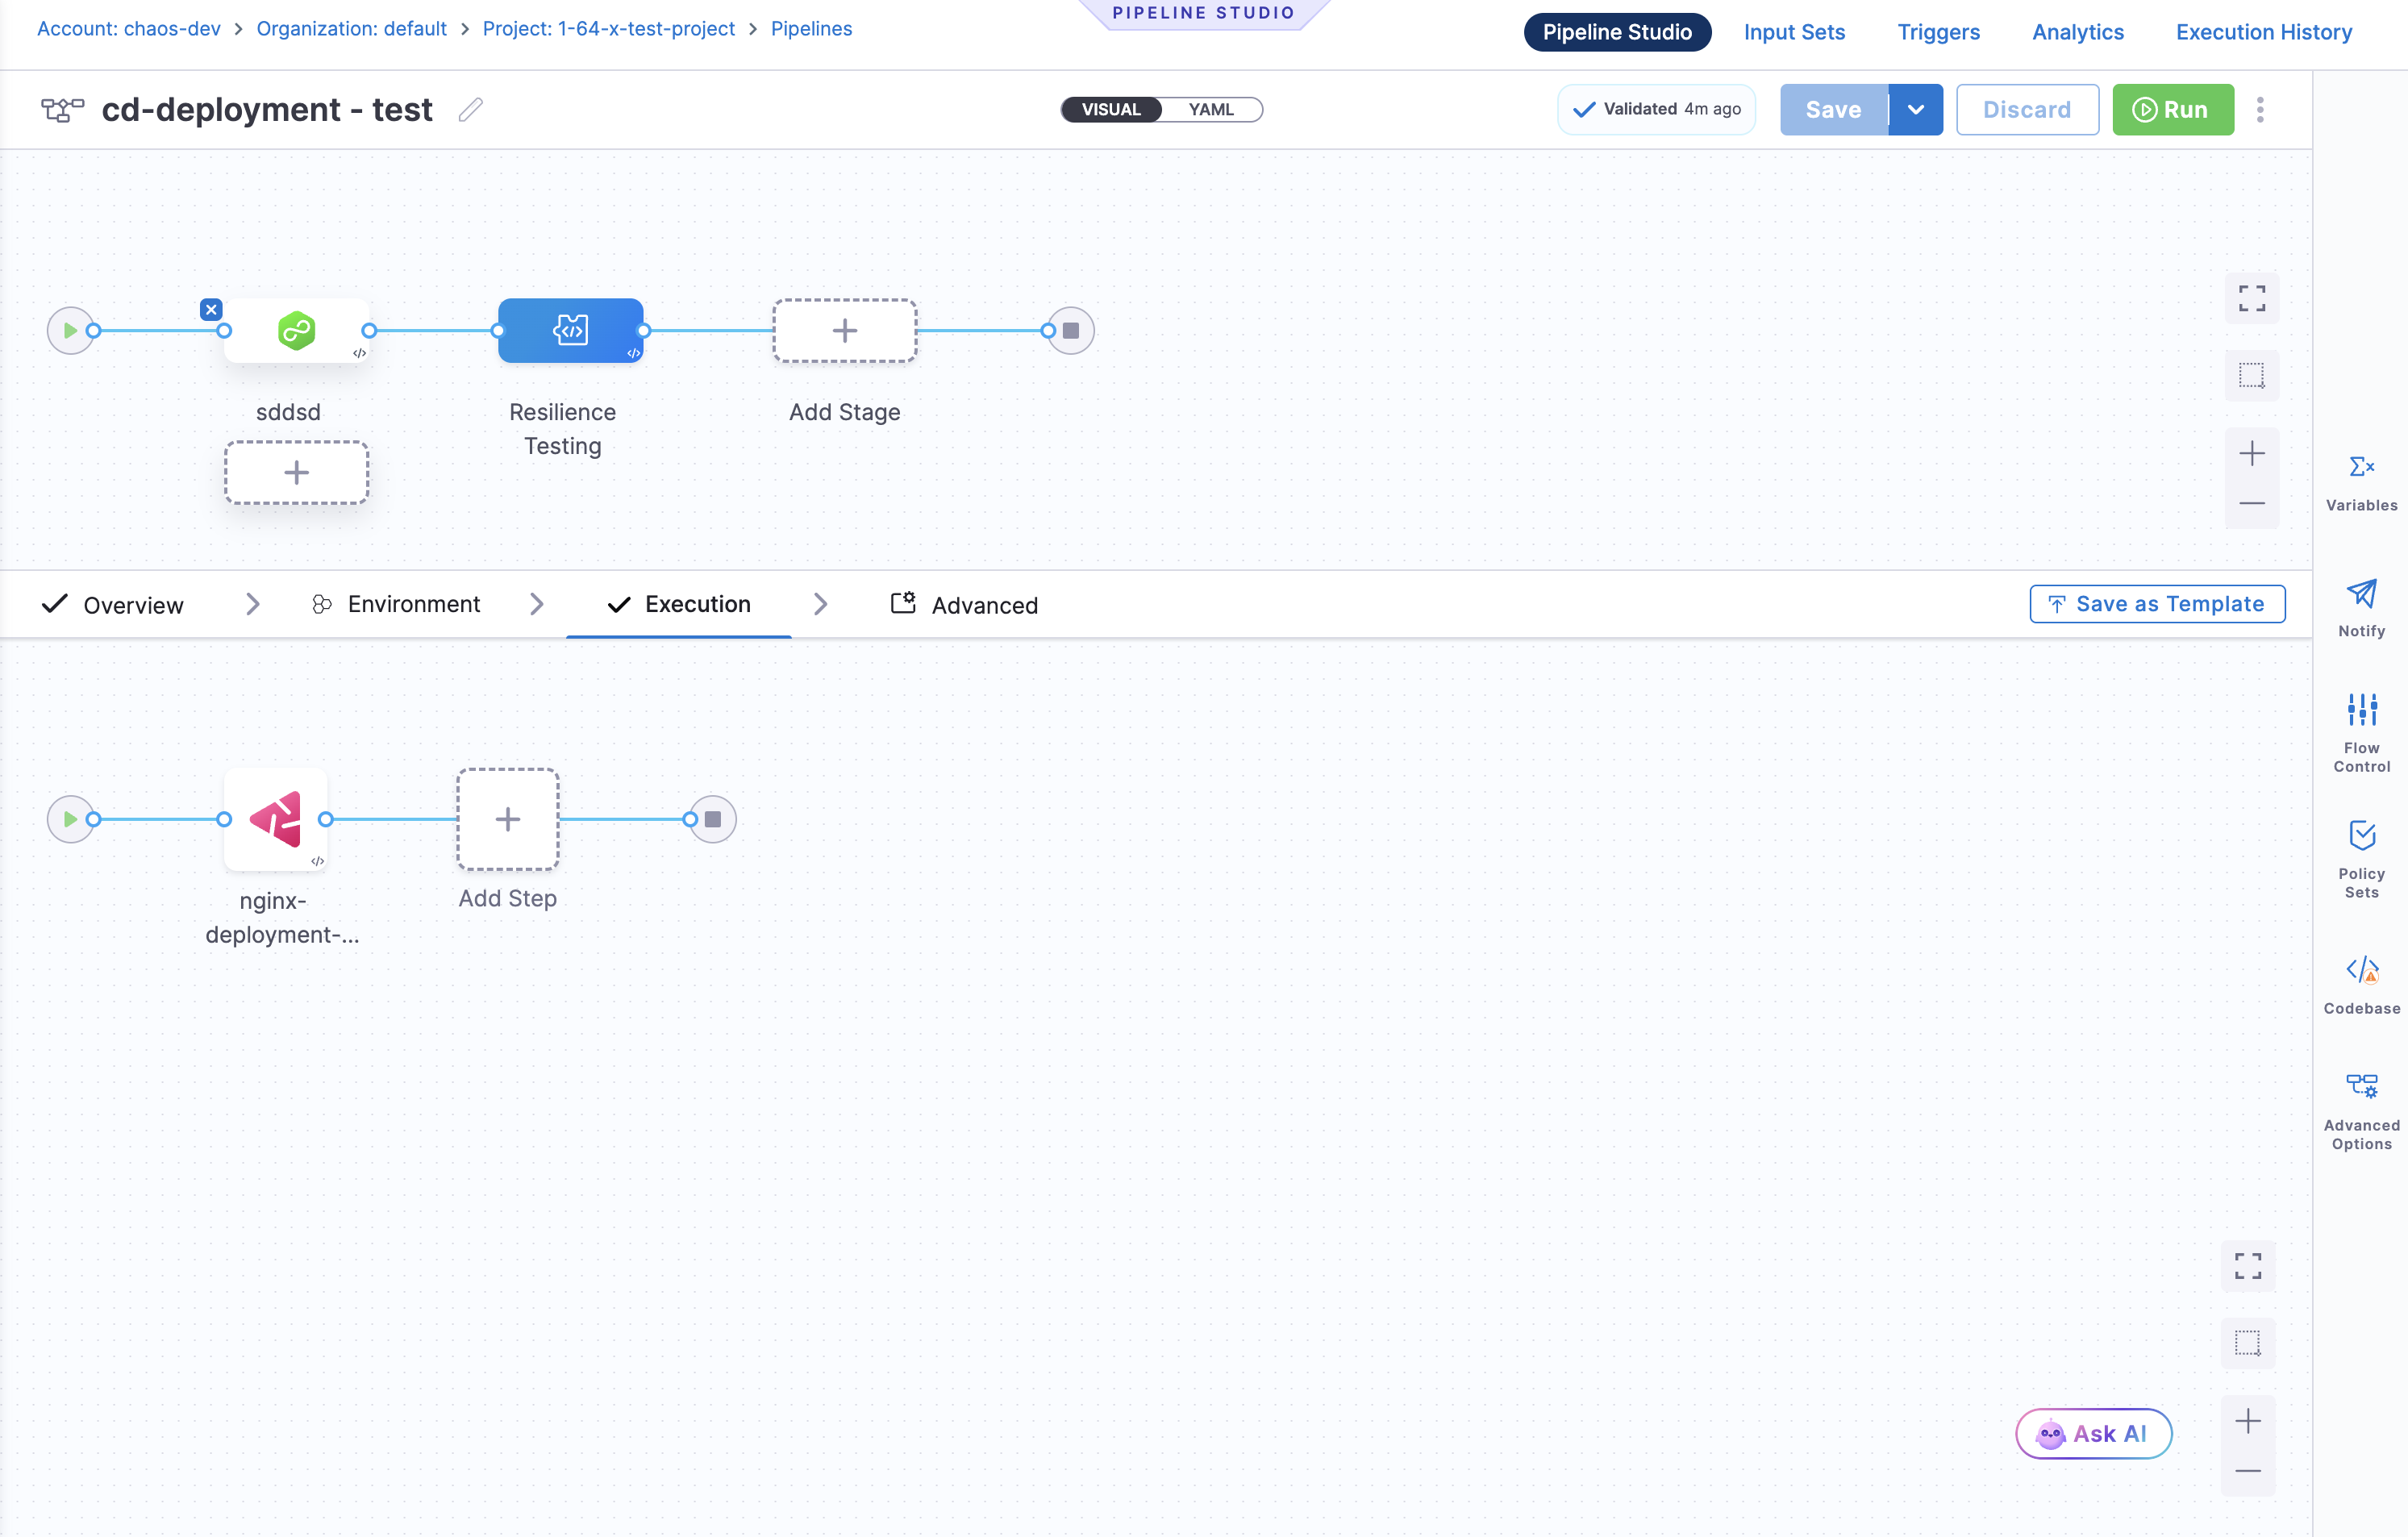 Account: chaos-dev > Organization: default > Project: 1-64-x-test-project > Pipelines
PIPELINE STUDIO
Pipeline Studio
Input Sets
Triggers
Analytics
Execution History
cd-deployment - test
VISUAL
YAML
Validated 4m ago
Save
Discard
Run
sddsd
Resilience
Testing
Add Stage
Overview
Environment
Execution
Advanced
Save as Template
nginx-
deployment-...
Add Step
Variables
Notify
Flow
Control
Policy
Sets
Codebase
Advanced
Options
Ask AI